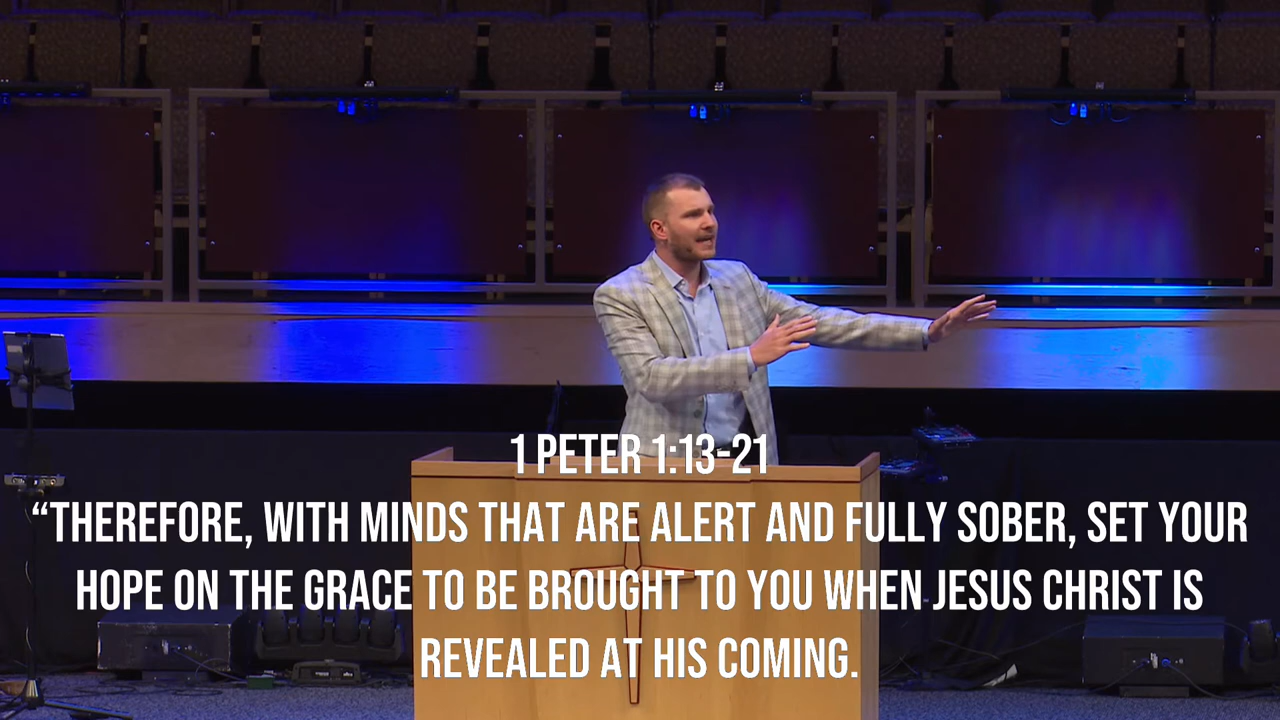 1 PETER 1:13-21
“THEREFORE, WITH MINDS THAT ARE ALERT AND FULLY SOBER, SET YOUR
HOPE ON THE GRACE TO BE BROUGHT TO YOU WHEN JESUS CHRIST IS
REVEALED AT HIS COMING.